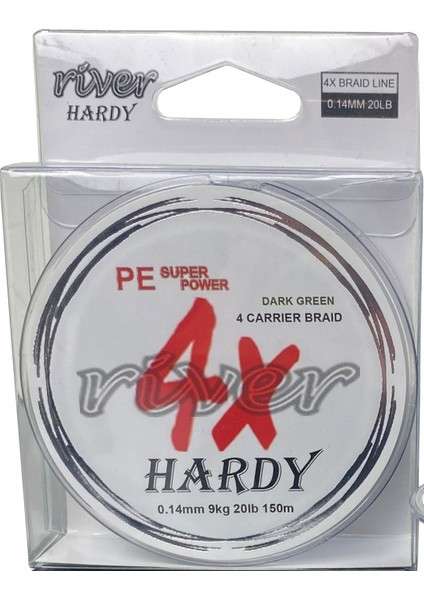 river
HARDY
4X BRAID LINE
0.14MM 20LB
PE SUPER POWER
DARK GREEN
4 CARRIER BRAID
4X
river
HARDY
0.14mm 9kg 20lb 150m